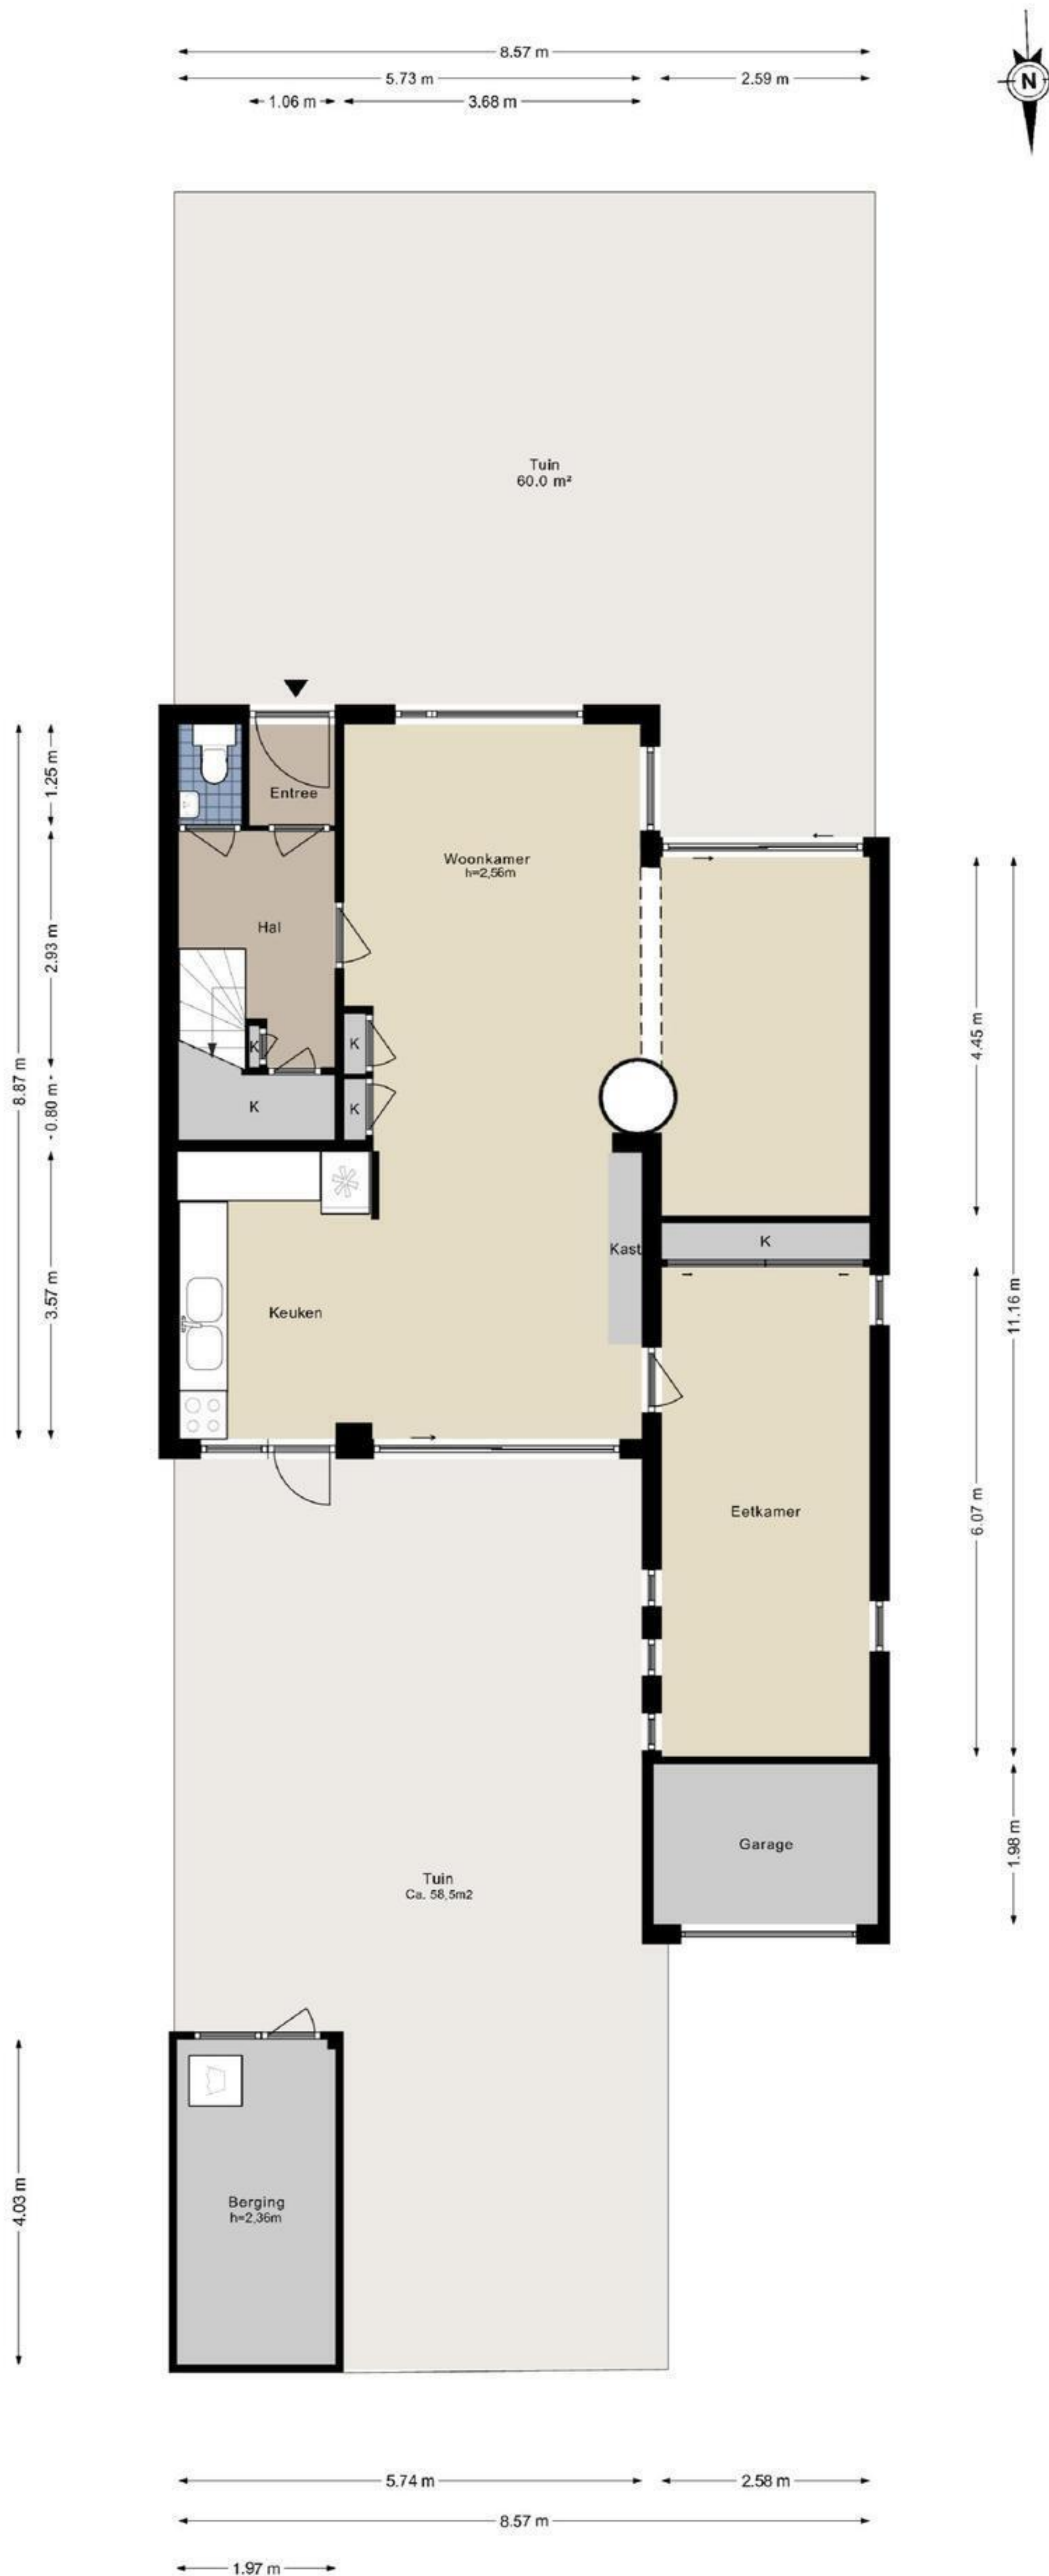 8.57 m
5.73 m
2.59 m
1.06 m
3.68 m
N
Tuin
60.0 m²
Entree
Woonkamer
h=2,56m
Hal
K
K
K
K
Kast
K
Keuken
Eetkamer
Garage
Tuin
Ca. 58,5m2
Berging
h=2,36m
1.25 m
2.93 m
8.87 m
0.80 m
3.57 m
4.03 m
4.45 m
11.16 m
6.07 m
1.98 m
5.74 m
2.58 m
8.57 m
1.97 m